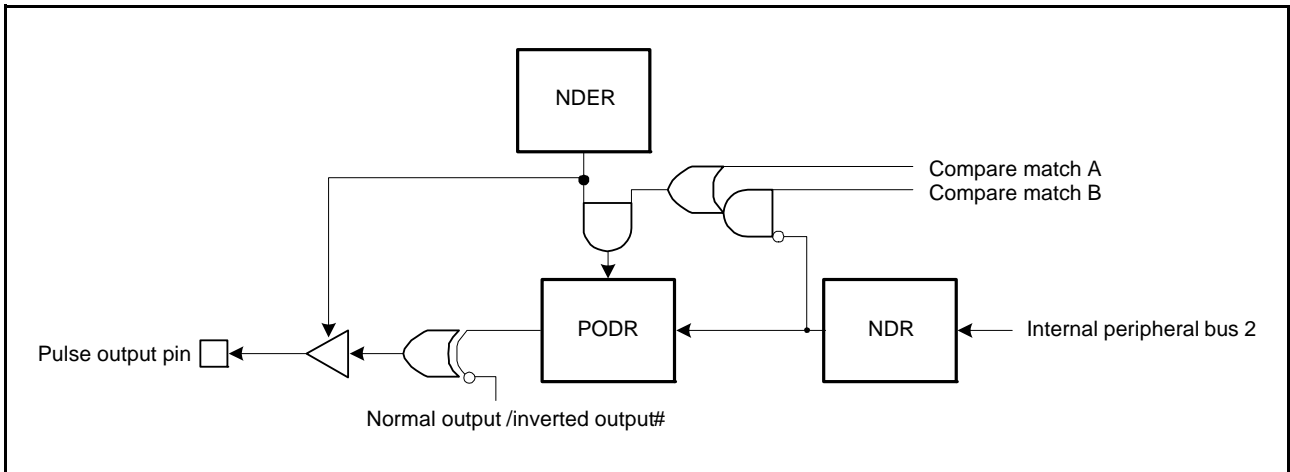 NDER
Compare match A
Compare match B
PODR
NDR
Internal peripheral bus 2
Pulse output pin
Normal output /inverted output#